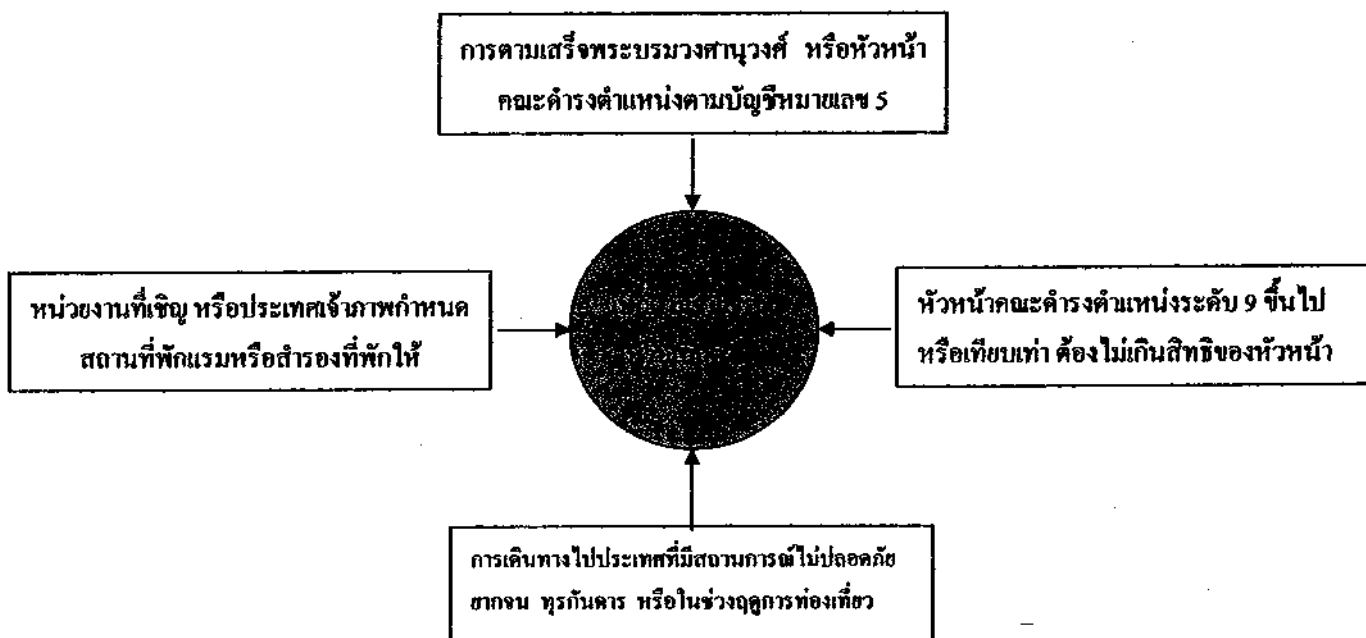 การตามเสร็จพระบรมวงศานุวงศ์ หรือหัวหน้า
คณะดำรงตำแหน่งตามบัญชีหมายเลข 5
หน่วยงานที่เชิญ หรือประเทศเจ้าภาพกำหนด
สถานที่พักแรมหรือสำรองที่พักให้
หัวหน้าคณะดำรงตำแหน่งระดับ 9 ขึ้นไป
หรือเทียบเท่า ต้องไม่เกินสิทธิของหัวหน้า
การเดินทางไปประเทศที่มีสถานการณ์ไม่ปลอดภัย
ยากจน ทุรกันดาร หรือในช่วงฤดูการท่องเที่ยว